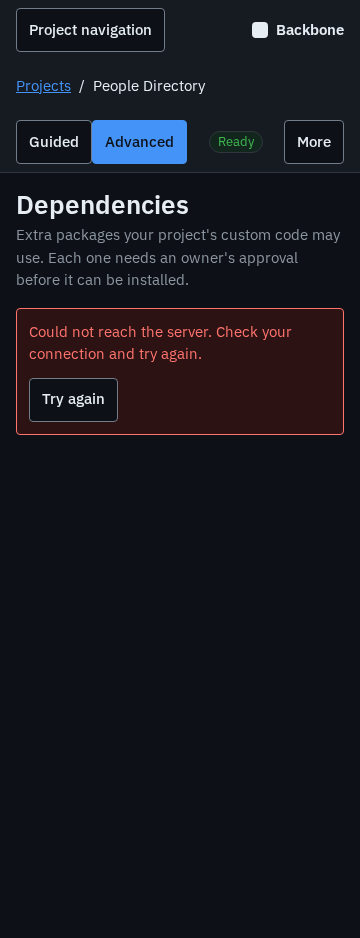 Project navigation
Backbone
Projects / People Directory
Guided
Advanced
Ready
More
Dependencies
Extra packages your project's custom code may
use. Each one needs an owner's approval
before it can be installed.
Could not reach the server. Check your
connection and try again.
Try again